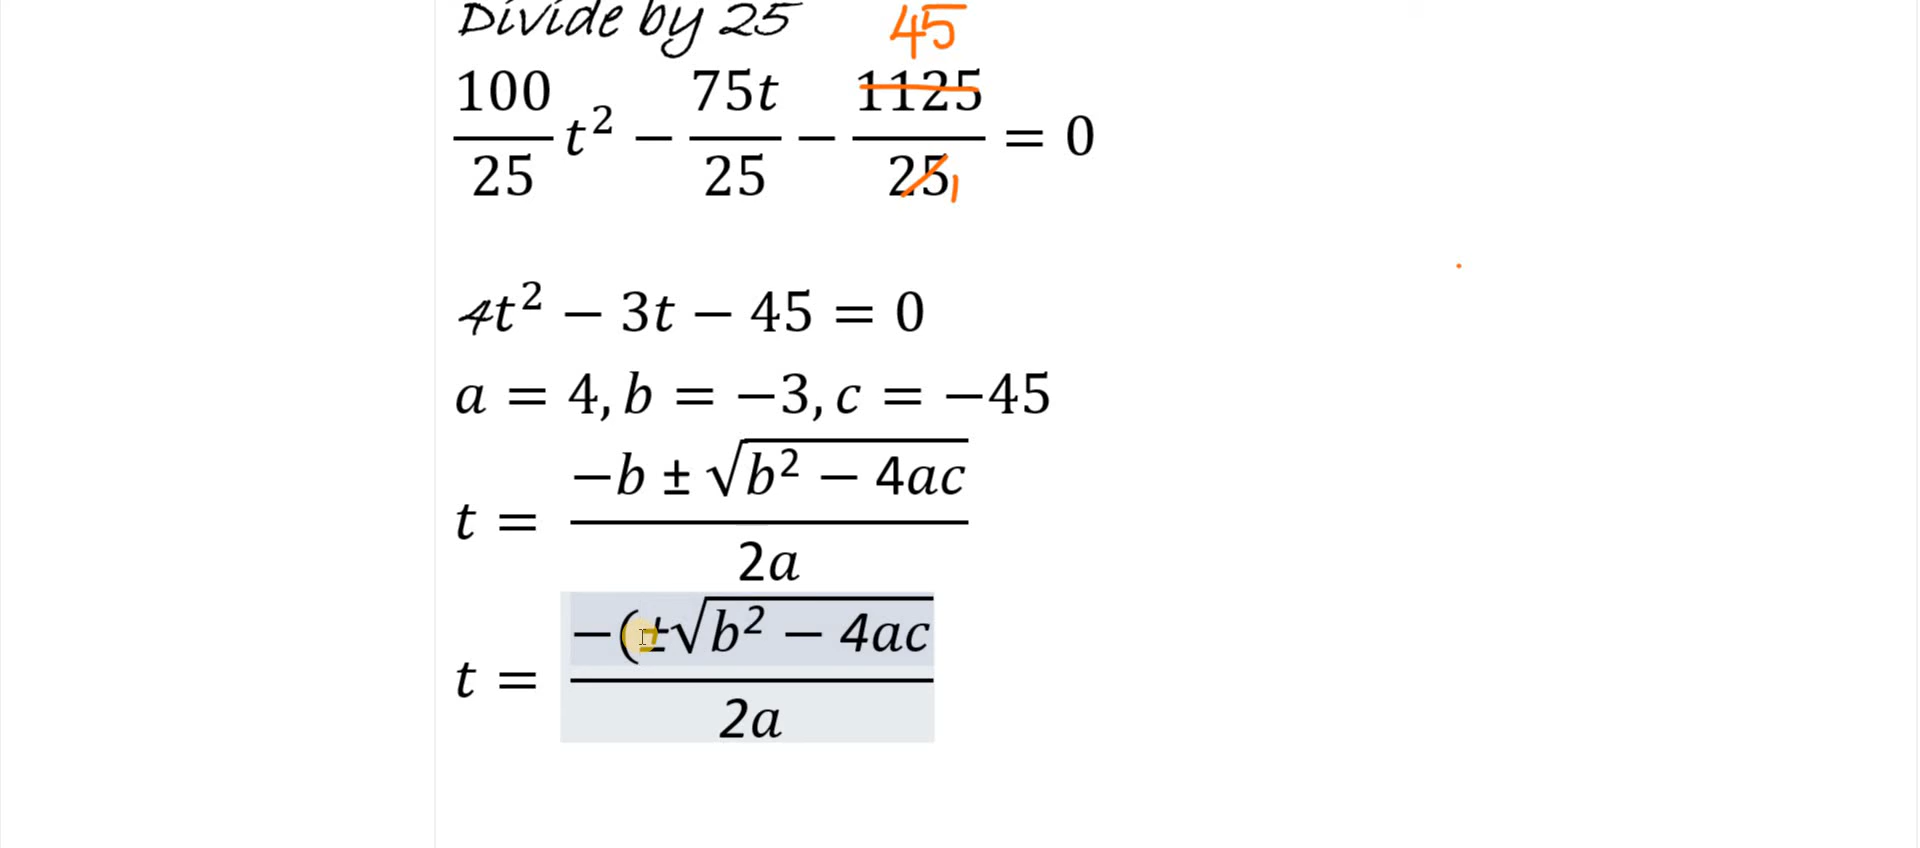 Divide by 25
45
100/25 t² − 75t/25 − 1125/25 = 0
1
4t² − 3t − 45 = 0
a = 4, b = −3, c = −45
t = −b ± √b² − 4ac / 2a
t = −(±√b² − 4ac / 2a